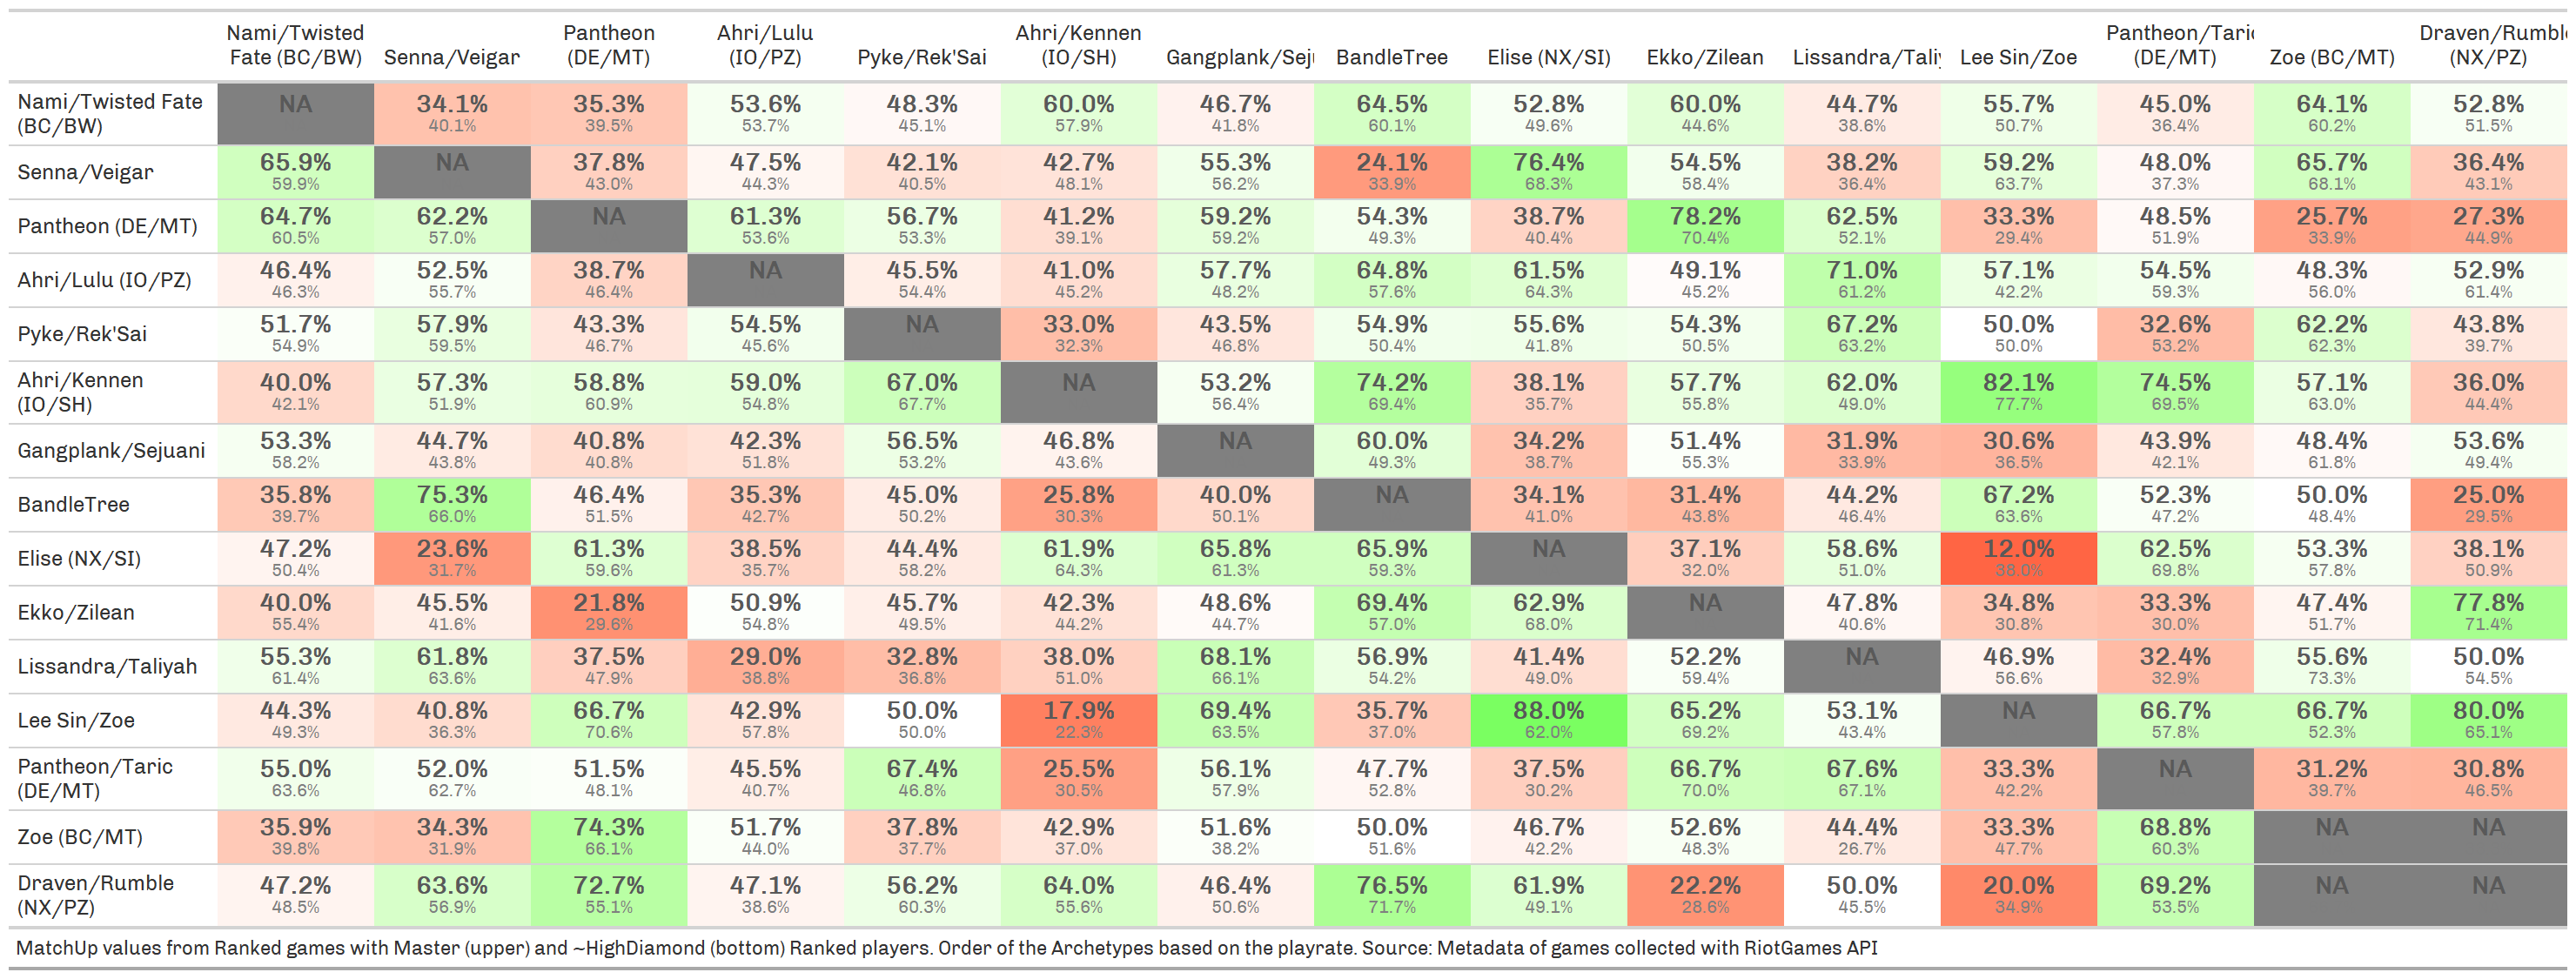 Nami/Twisted Pantheon Ahri/Lulu Ahri/Kennen Pantheon/Taric Draven/Rumble
Fate (BC/BW) Senna/Veigar (DE/MT) (IO/PZ) Pyke/Rek'Sai (IO/SH) Gangplank/Seju BandleTree Elise (NX/SI) Ekko/Zilean Lissandra/Taliy Lee Sin/Zoe (DE/MT) Zoe (BC/MT) (NX/PZ)
Nami/Twisted Fate NA 34.1% 35.3% 53.6% 48.3% 60.0% 46.7% 64.5% 52.8% 60.0% 44.7% 55.7% 45.0% 64.1% 52.8%
(BC/BW) 40.1% 39.5% 53.7% 45.1% 57.9% 41.8% 60.1% 49.6% 44.6% 38.6% 50.7% 36.4% 60.2% 51.5%
Senna/Veigar 65.9% NA 37.8% 47.5% 42.1% 42.7% 55.3% 24.1% 76.4% 54.5% 38.2% 59.2% 48.0% 65.7% 36.4%
59.9% 43.0% 44.3% 40.5% 48.1% 56.2% 33.9% 68.3% 58.4% 36.4% 63.7% 37.3% 68.1% 43.1%
Pantheon (DE/MT) 64.7% 62.2% NA 61.3% 56.7% 41.2% 59.2% 54.3% 38.7% 78.2% 62.5% 33.3% 48.5% 25.7% 27.3%
60.5% 57.0% 53.6% 53.3% 39.1% 59.2% 49.3% 40.4% 70.4% 52.1% 29.4% 51.9% 33.9% 44.9%
Ahri/Lulu (IO/PZ) 46.4% 52.5% 38.7% NA 45.5% 41.0% 57.7% 64.8% 61.5% 49.1% 71.0% 57.1% 54.5% 48.3% 52.9%
46.3% 55.7% 46.4% 54.4% 45.2% 48.2% 57.6% 64.3% 45.2% 61.2% 42.2% 59.3% 56.0% 61.4%
Pyke/Rek'Sai 51.7% 57.9% 43.3% 54.5% NA 33.0% 43.5% 54.9% 55.6% 54.3% 67.2% 50.0% 32.6% 62.2% 43.8%
54.9% 59.5% 46.7% 45.6% 32.3% 46.8% 50.4% 41.8% 50.5% 63.2% 50.0% 53.2% 62.3% 39.7%
Ahri/Kennen 40.0% 57.3% 58.8% 59.0% 67.0% NA 53.2% 74.2% 38.1% 57.7% 62.0% 82.1% 74.5% 57.1% 36.0%
(IO/SH) 42.1% 51.9% 60.9% 54.8% 67.7% 56.4% 69.4% 35.7% 55.8% 49.0% 77.7% 69.5% 63.0% 44.4%
Gangplank/Sejuani 53.3% 44.7% 40.8% 42.3% 56.5% 46.8% NA 60.0% 34.2% 51.4% 31.9% 30.6% 43.9% 48.4% 53.6%
58.2% 43.8% 40.8% 51.8% 53.2% 43.6% 49.3% 38.7% 55.3% 33.9% 36.5% 42.1% 61.8% 49.4%
BandleTree 35.8% 75.3% 46.4% 35.3% 45.0% 25.8% 40.0% NA 34.1% 31.4% 44.2% 67.2% 52.3% 50.0% 25.0%
39.7% 66.0% 51.5% 42.7% 50.2% 30.3% 50.1% 41.0% 43.8% 46.4% 63.6% 47.2% 48.4% 29.5%
Elise (NX/SI) 47.2% 23.6% 61.3% 38.5% 44.4% 61.9% 65.8% 65.9% NA 37.1% 58.6% 12.0% 62.5% 53.3% 38.1%
50.4% 31.7% 59.6% 35.7% 58.2% 64.3% 61.3% 59.3% 32.0% 51.0% 38.0% 69.8% 57.8% 50.9%
Ekko/Zilean 40.0% 45.5% 21.8% 50.9% 45.7% 42.3% 48.6% 69.4% 62.9% NA 47.8% 34.8% 33.3% 47.4% 77.8%
55.4% 41.6% 29.6% 54.8% 49.5% 44.2% 44.7% 57.0% 68.0% 40.6% 30.8% 30.0% 51.7% 71.4%
Lissandra/Taliyah 55.3% 61.8% 37.5% 29.0% 32.8% 38.0% 68.1% 56.9% 41.4% 52.2% NA 46.9% 32.4% 55.6% 50.0%
61.4% 63.6% 47.9% 38.8% 36.8% 51.0% 66.1% 54.2% 49.0% 59.4% 56.6% 32.9% 73.3% 54.5%
Lee Sin/Zoe 44.3% 40.8% 66.7% 42.9% 50.0% 17.9% 69.4% 35.7% 88.0% 65.2% 53.1% NA 66.7% 66.7% 80.0%
49.3% 36.3% 70.6% 57.8% 50.0% 22.3% 63.5% 37.0% 62.0% 69.2% 43.4% 57.8% 52.3% 65.1%
Pantheon/Taric 55.0% 52.0% 51.5% 45.5% 67.4% 25.5% 56.1% 47.7% 37.5% 66.7% 67.6% 33.3% NA 31.2% 30.8%
(DE/MT) 63.6% 62.7% 48.1% 40.7% 46.8% 30.5% 57.9% 52.8% 30.2% 70.0% 67.1% 42.2% 39.7% 46.5%
Zoe (BC/MT) 35.9% 34.3% 74.3% 51.7% 37.8% 42.9% 51.6% 50.0% 46.7% 52.6% 44.4% 33.3% 68.8% NA NA
39.8% 31.9% 66.1% 44.0% 37.7% 37.0% 38.2% 51.6% 42.2% 48.3% 26.7% 47.7% 60.3%
Draven/Rumble 47.2% 63.6% 72.7% 47.1% 56.2% 64.0% 46.4% 76.5% 61.9% 22.2% 50.0% 20.0% 69.2% NA NA
(NX/PZ) 48.5% 56.9% 55.1% 38.6% 60.3% 55.6% 50.6% 71.7% 49.1% 28.6% 45.5% 34.9% 53.5%
MatchUp values from Ranked games with Master (upper) and ~HighDiamond (bottom) Ranked players. Order of the Archetypes based on the playrate. Source: Metadata of games collected with RiotGames API